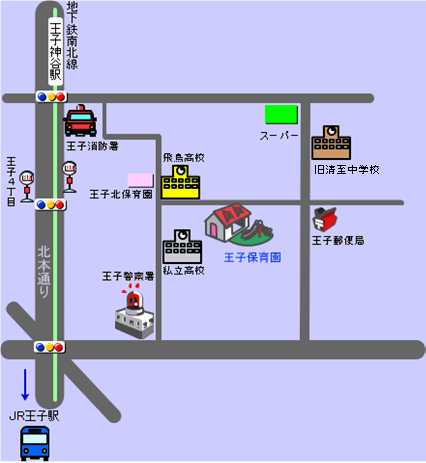 地下鉄南北線
王子神谷駅
王子消防署
スーパー
飛鳥高校
旧済至中学校
王子4丁目
王子北保育園
北本通り
王子警察署
私立高校
王子保育園
王子郵便局
JR王子駅